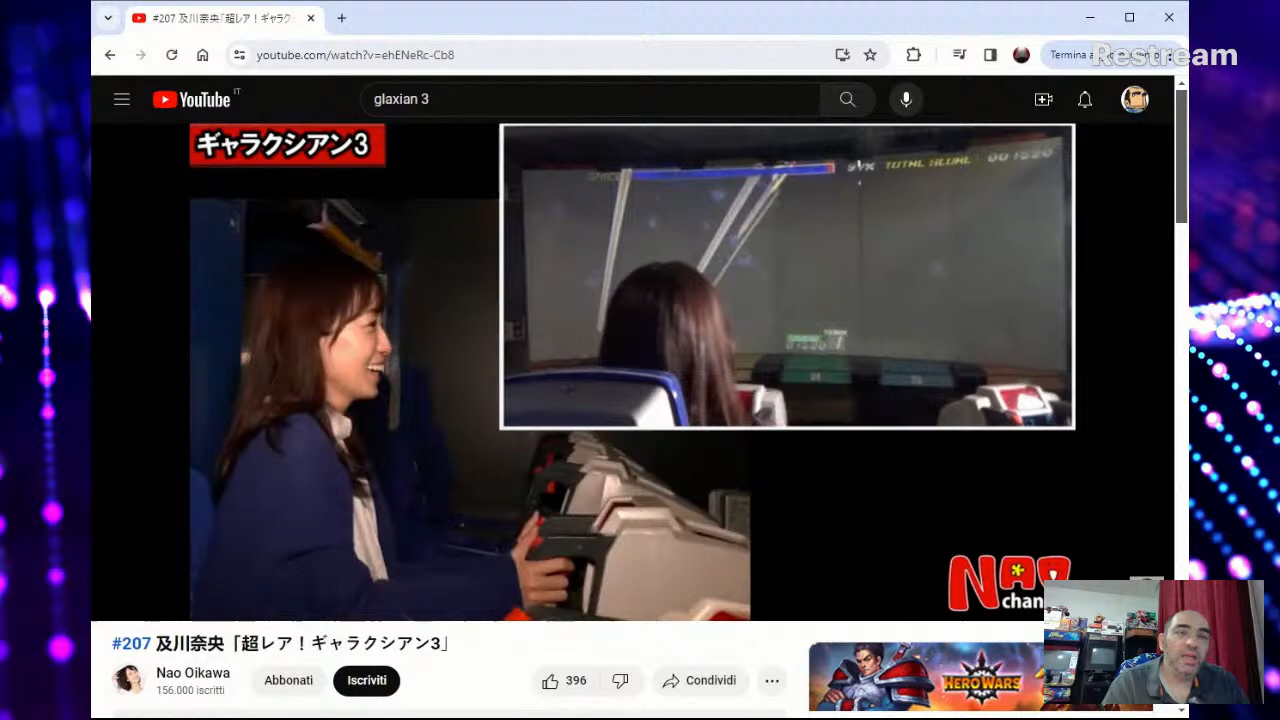 #207 及川奈央「超レア！ギャラク
youtube.com/watch?v=ehENeRc-Cb8
Termina
Restream
YouTube IT
glaxian 3
ギャラクシアン3
97% TOTAL SCORE 001520
NAO
chan
#207 及川奈央「超レア！ギャラクシアン3」
Nao Oikawa
156.000 iscritti
Abbonati
Iscriviti
396
Condividi
HERO WARS